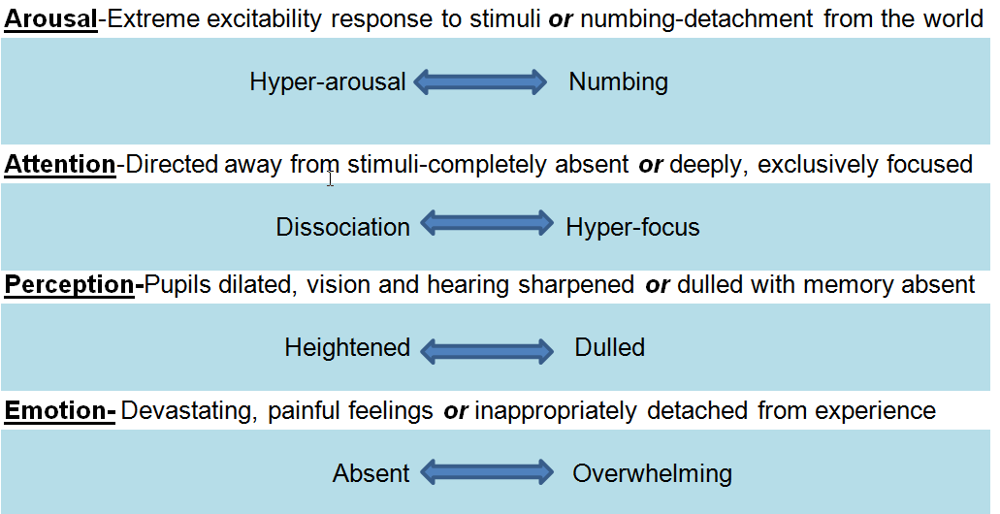 Arousal-Extreme excitability response to stimuli or numbing-detachment from the world
Hyper-arousal Numbing
Attention-Directed away from stimuli-completely absent or deeply, exclusively focused
Dissociation Hyper-focus
Perception-Pupils dilated, vision and hearing sharpened or dulled with memory absent
Heightened Dulled
Emotion- Devastating, painful feelings or inappropriately detached from experience
Absent Overwhelming